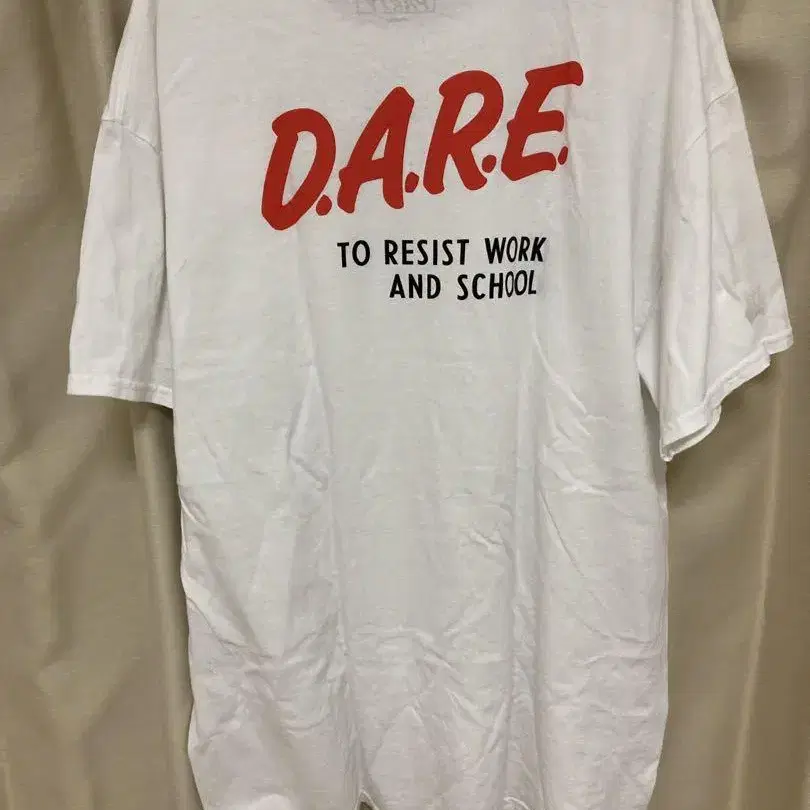 D.A.R.E.
TO RESIST WORK
AND SCHOOL